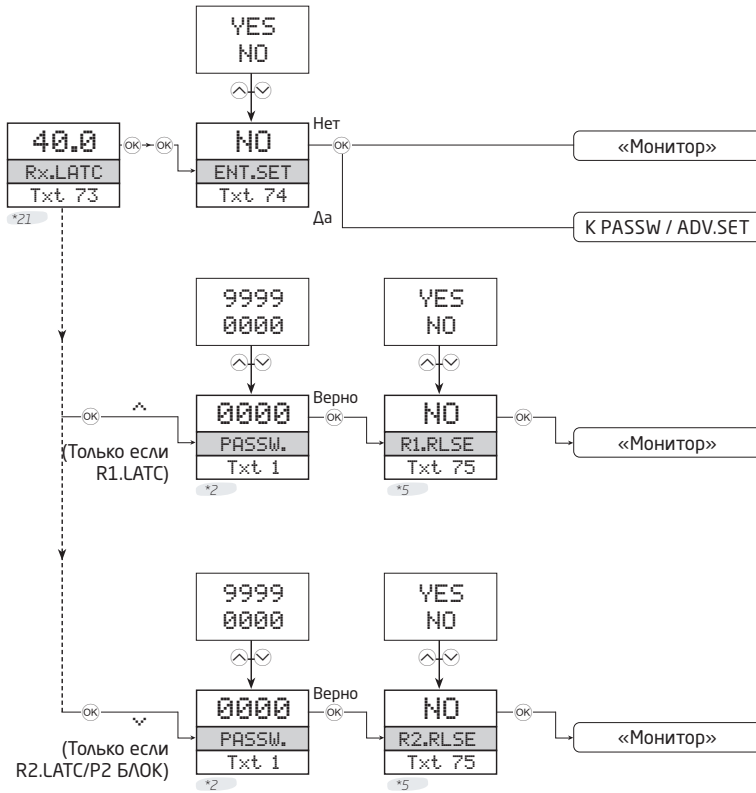 YES
NO
40.0
Rx.LATC
Txt 73
*21
OK
OK
NO
ENT.SET
Txt 74
Нет
OK
Да
«Монитор»
К PASSW / ADV.SET
9999
0000
YES
NO
OK
(Только если
R1.LATC)
0000
PASSW.
Txt 1
*2
Верно
OK
NO
R1.RLSE
Txt 75
*5
OK
«Монитор»
9999
0000
YES
NO
OK
(Только если
R2.LATC/P2 БЛОК)
0000
PASSW.
Txt 1
*2
Верно
OK
NO
R2.RLSE
Txt 75
*5
OK
«Монитор»